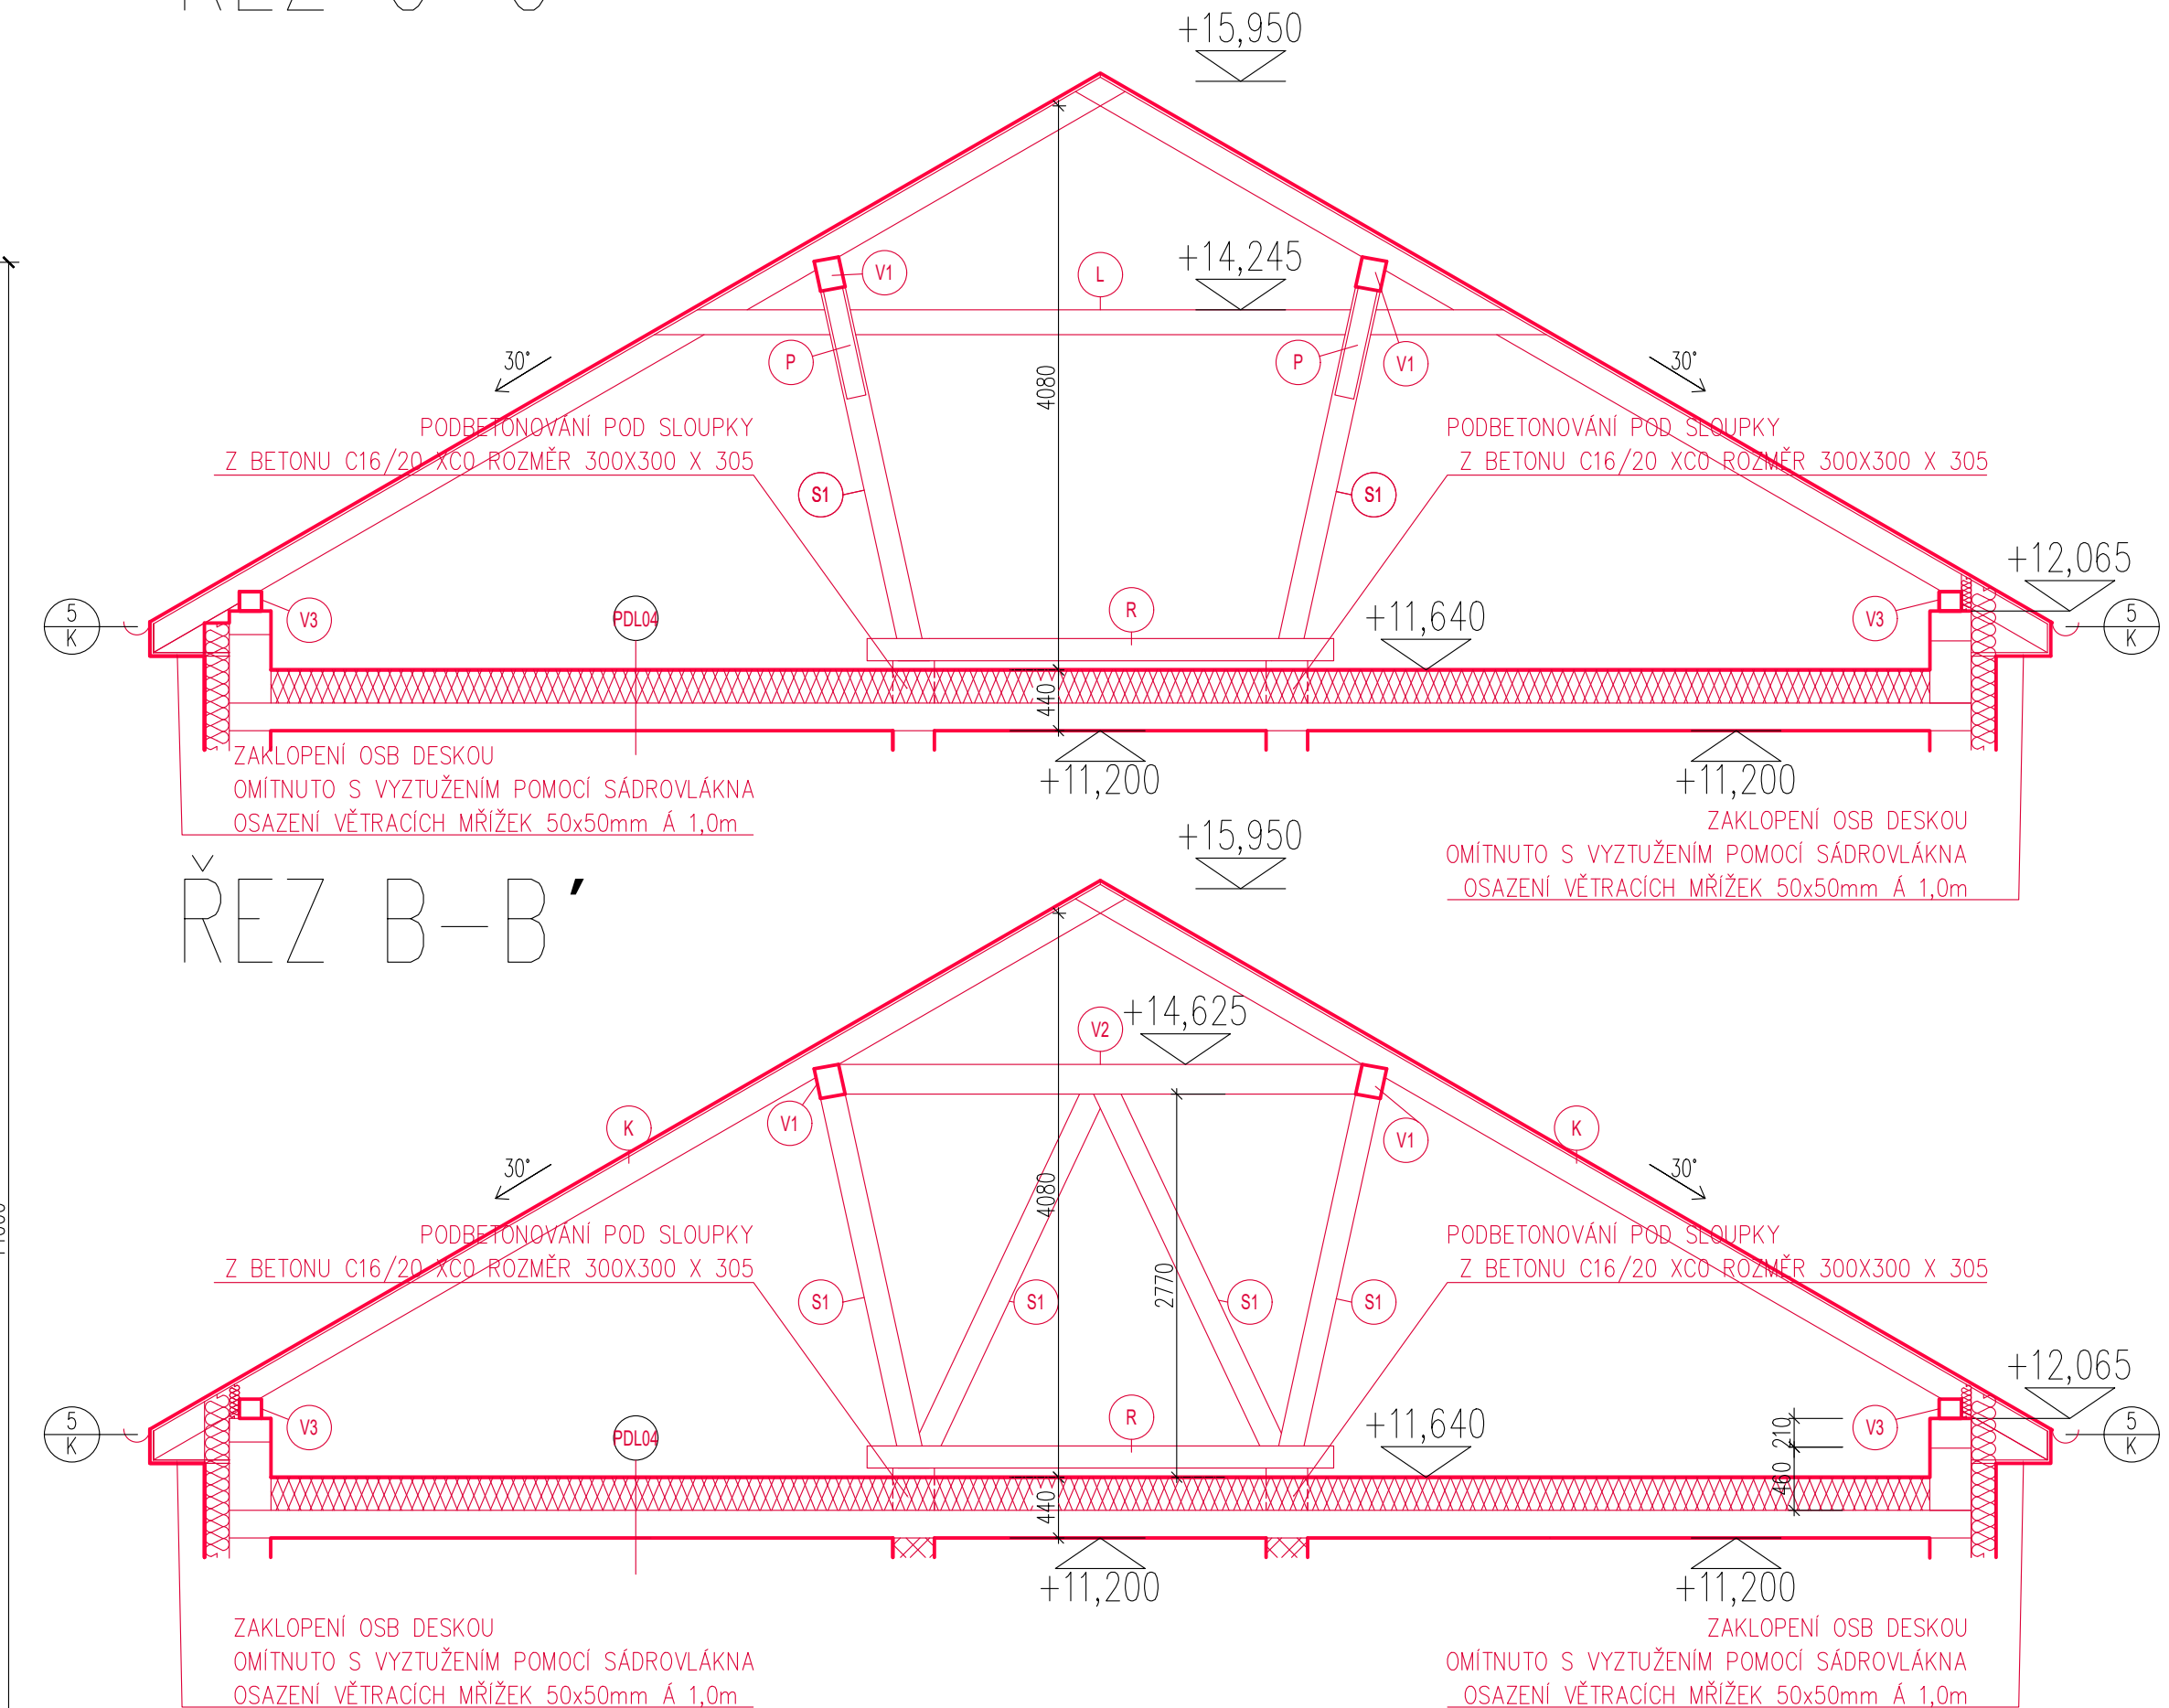 +15,950
+14,245
V1
L
V1
P
P
30°
30°
4080
PODBETONOVÁNÍ POD SLOUPKY
Z BETONU C16/20 XC0 ROZMĚR 300X300 X 305
PODBETONOVÁNÍ POD SLOUPKY
Z BETONU C16/20 XC0 ROZMĚR 300X300 X 305
S1
S1
+12,065
5
K
V3
PDL04
R
+11,640
V3
5
K
440
+11,200
+11,200
ZAKLOPENÍ OSB DESKOU
OMÍTNUTO S VYZTUŽENÍM POMOCÍ SÁDROVLÁKNA
OSAZENÍ VĚTRACÍCH MŘÍŽEK 50x50mm Á 1,0m
ZAKLOPENÍ OSB DESKOU
OMÍTNUTO S VYZTUŽENÍM POMOCÍ SÁDROVLÁKNA
OSAZENÍ VĚTRACÍCH MŘÍŽEK 50x50mm Á 1,0m
ŘEZ B-B'
+15,950
+14,625
V2
V1
V1
K
K
30°
30°
4080
2770
PODBETONOVÁNÍ POD SLOUPKY
Z BETONU C16/20 XC0 ROZMĚR 300X300 X 305
PODBETONOVÁNÍ POD SLOUPKY
Z BETONU C16/20 XC0 ROZMĚR 300X300 X 305
S1
S1
S1
S1
+12,065
5
K
V3
PDL04
R
+11,640
210
460
V3
5
K
440
+11,200
+11,200
ZAKLOPENÍ OSB DESKOU
OMÍTNUTO S VYZTUŽENÍM POMOCÍ SÁDROVLÁKNA
OSAZENÍ VĚTRACÍCH MŘÍŽEK 50x50mm Á 1,0m
ZAKLOPENÍ OSB DESKOU
OMÍTNUTO S VYZTUŽENÍM POMOCÍ SÁDROVLÁKNA
OSAZENÍ VĚTRACÍCH MŘÍŽEK 50x50mm Á 1,0m